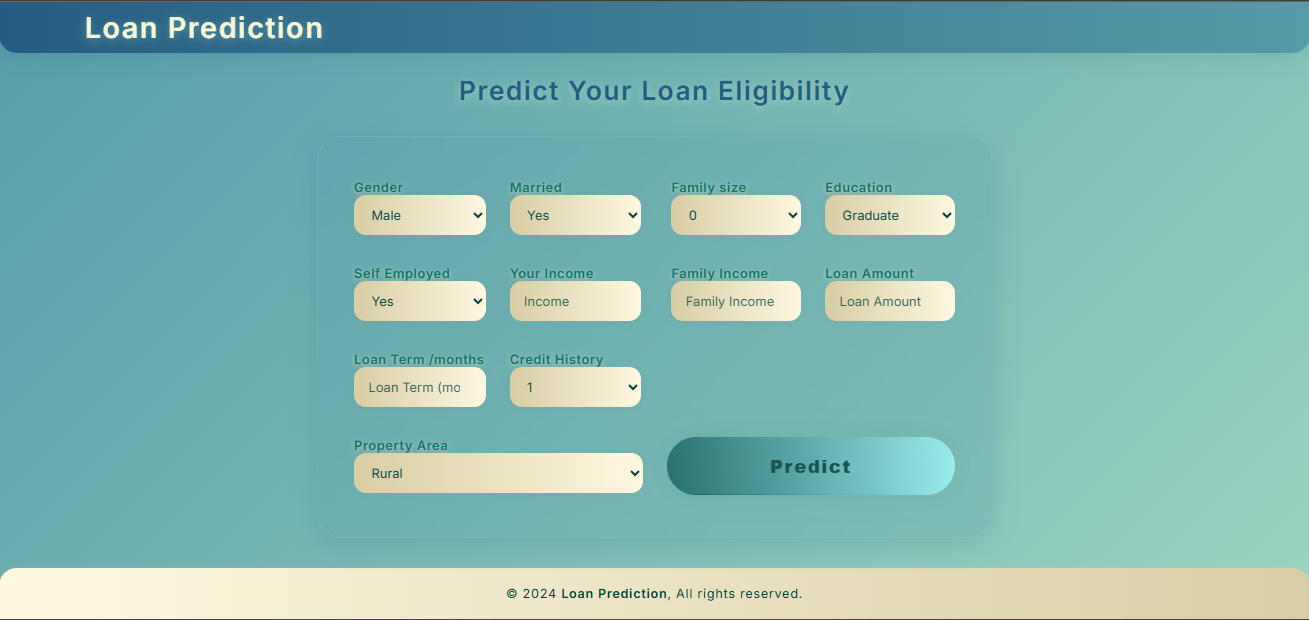 Loan Prediction
Predict Your Loan Eligibility
Gender Married Family size Education
Male Yes 0 Graduate
Self Employed Your Income Family Income Loan Amount
Yes Income Family Income Loan Amount
Loan Term /months Credit History
Loan Term (mo 1
Property Area
Rural Predict
© 2024 Loan Prediction, All rights reserved.